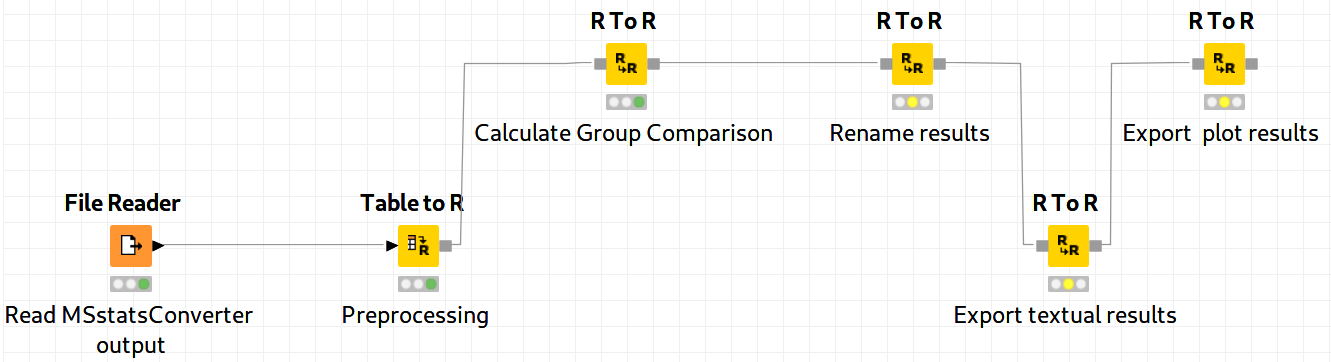 R To R
R To R
R To R
R
R
R
R
R
R
Calculate Group Comparison
Rename results
Export plot results
File Reader
Table to R
R To R
R
R
R
Read MSstatsConverter
output
Preprocessing
Export textual results